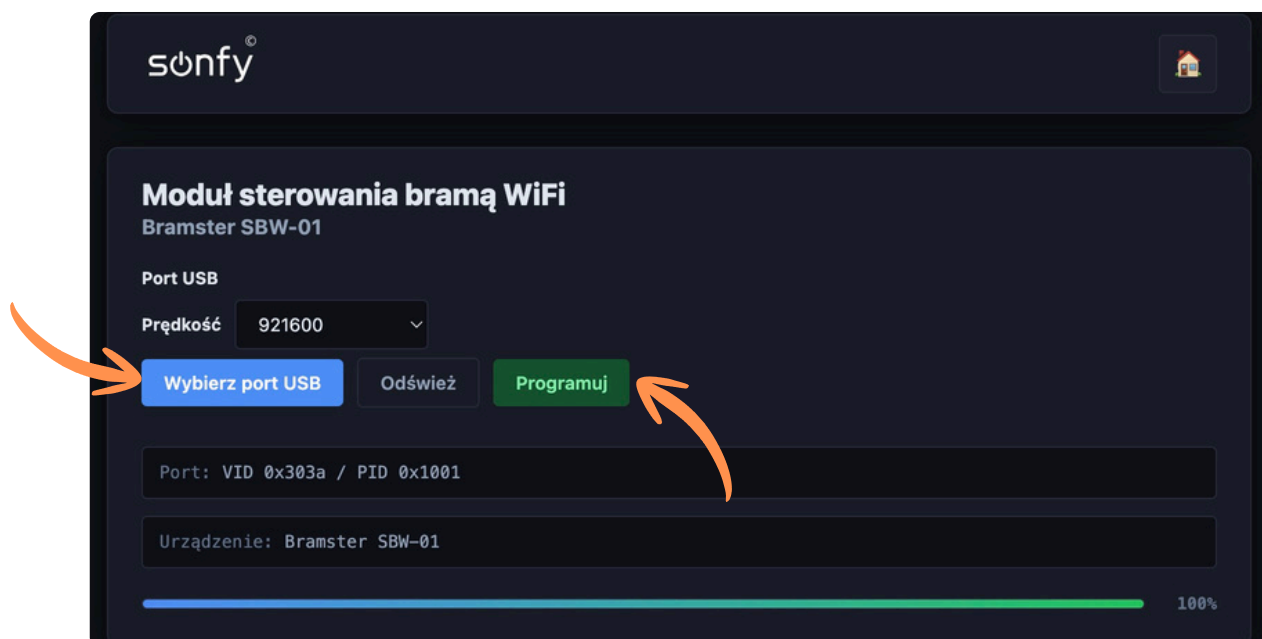 sonfy©
Moduł sterowania bramą WiFi
Bramster SBW-01
Port USB
Prędkość 921600
Wybierz port USB Odśwież Programuj
Port: VID 0x303a / PID 0x1001
Urządzenie: Bramster SBW-01
100%